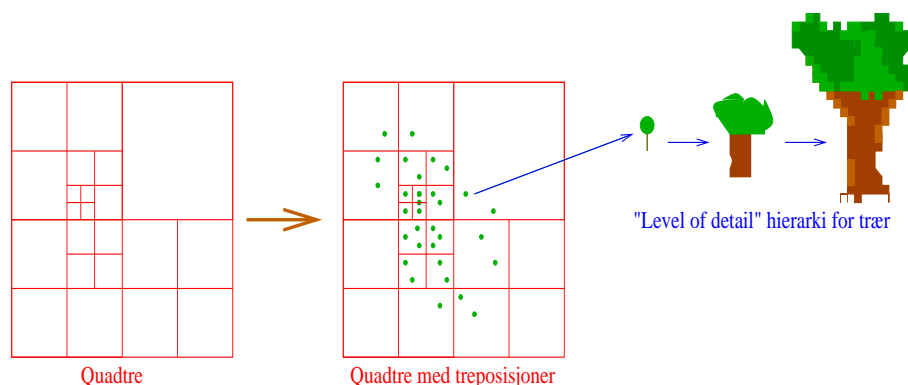 "Level of detail" hierarki for trær
Quadtre
Quadtre med treposisjoner